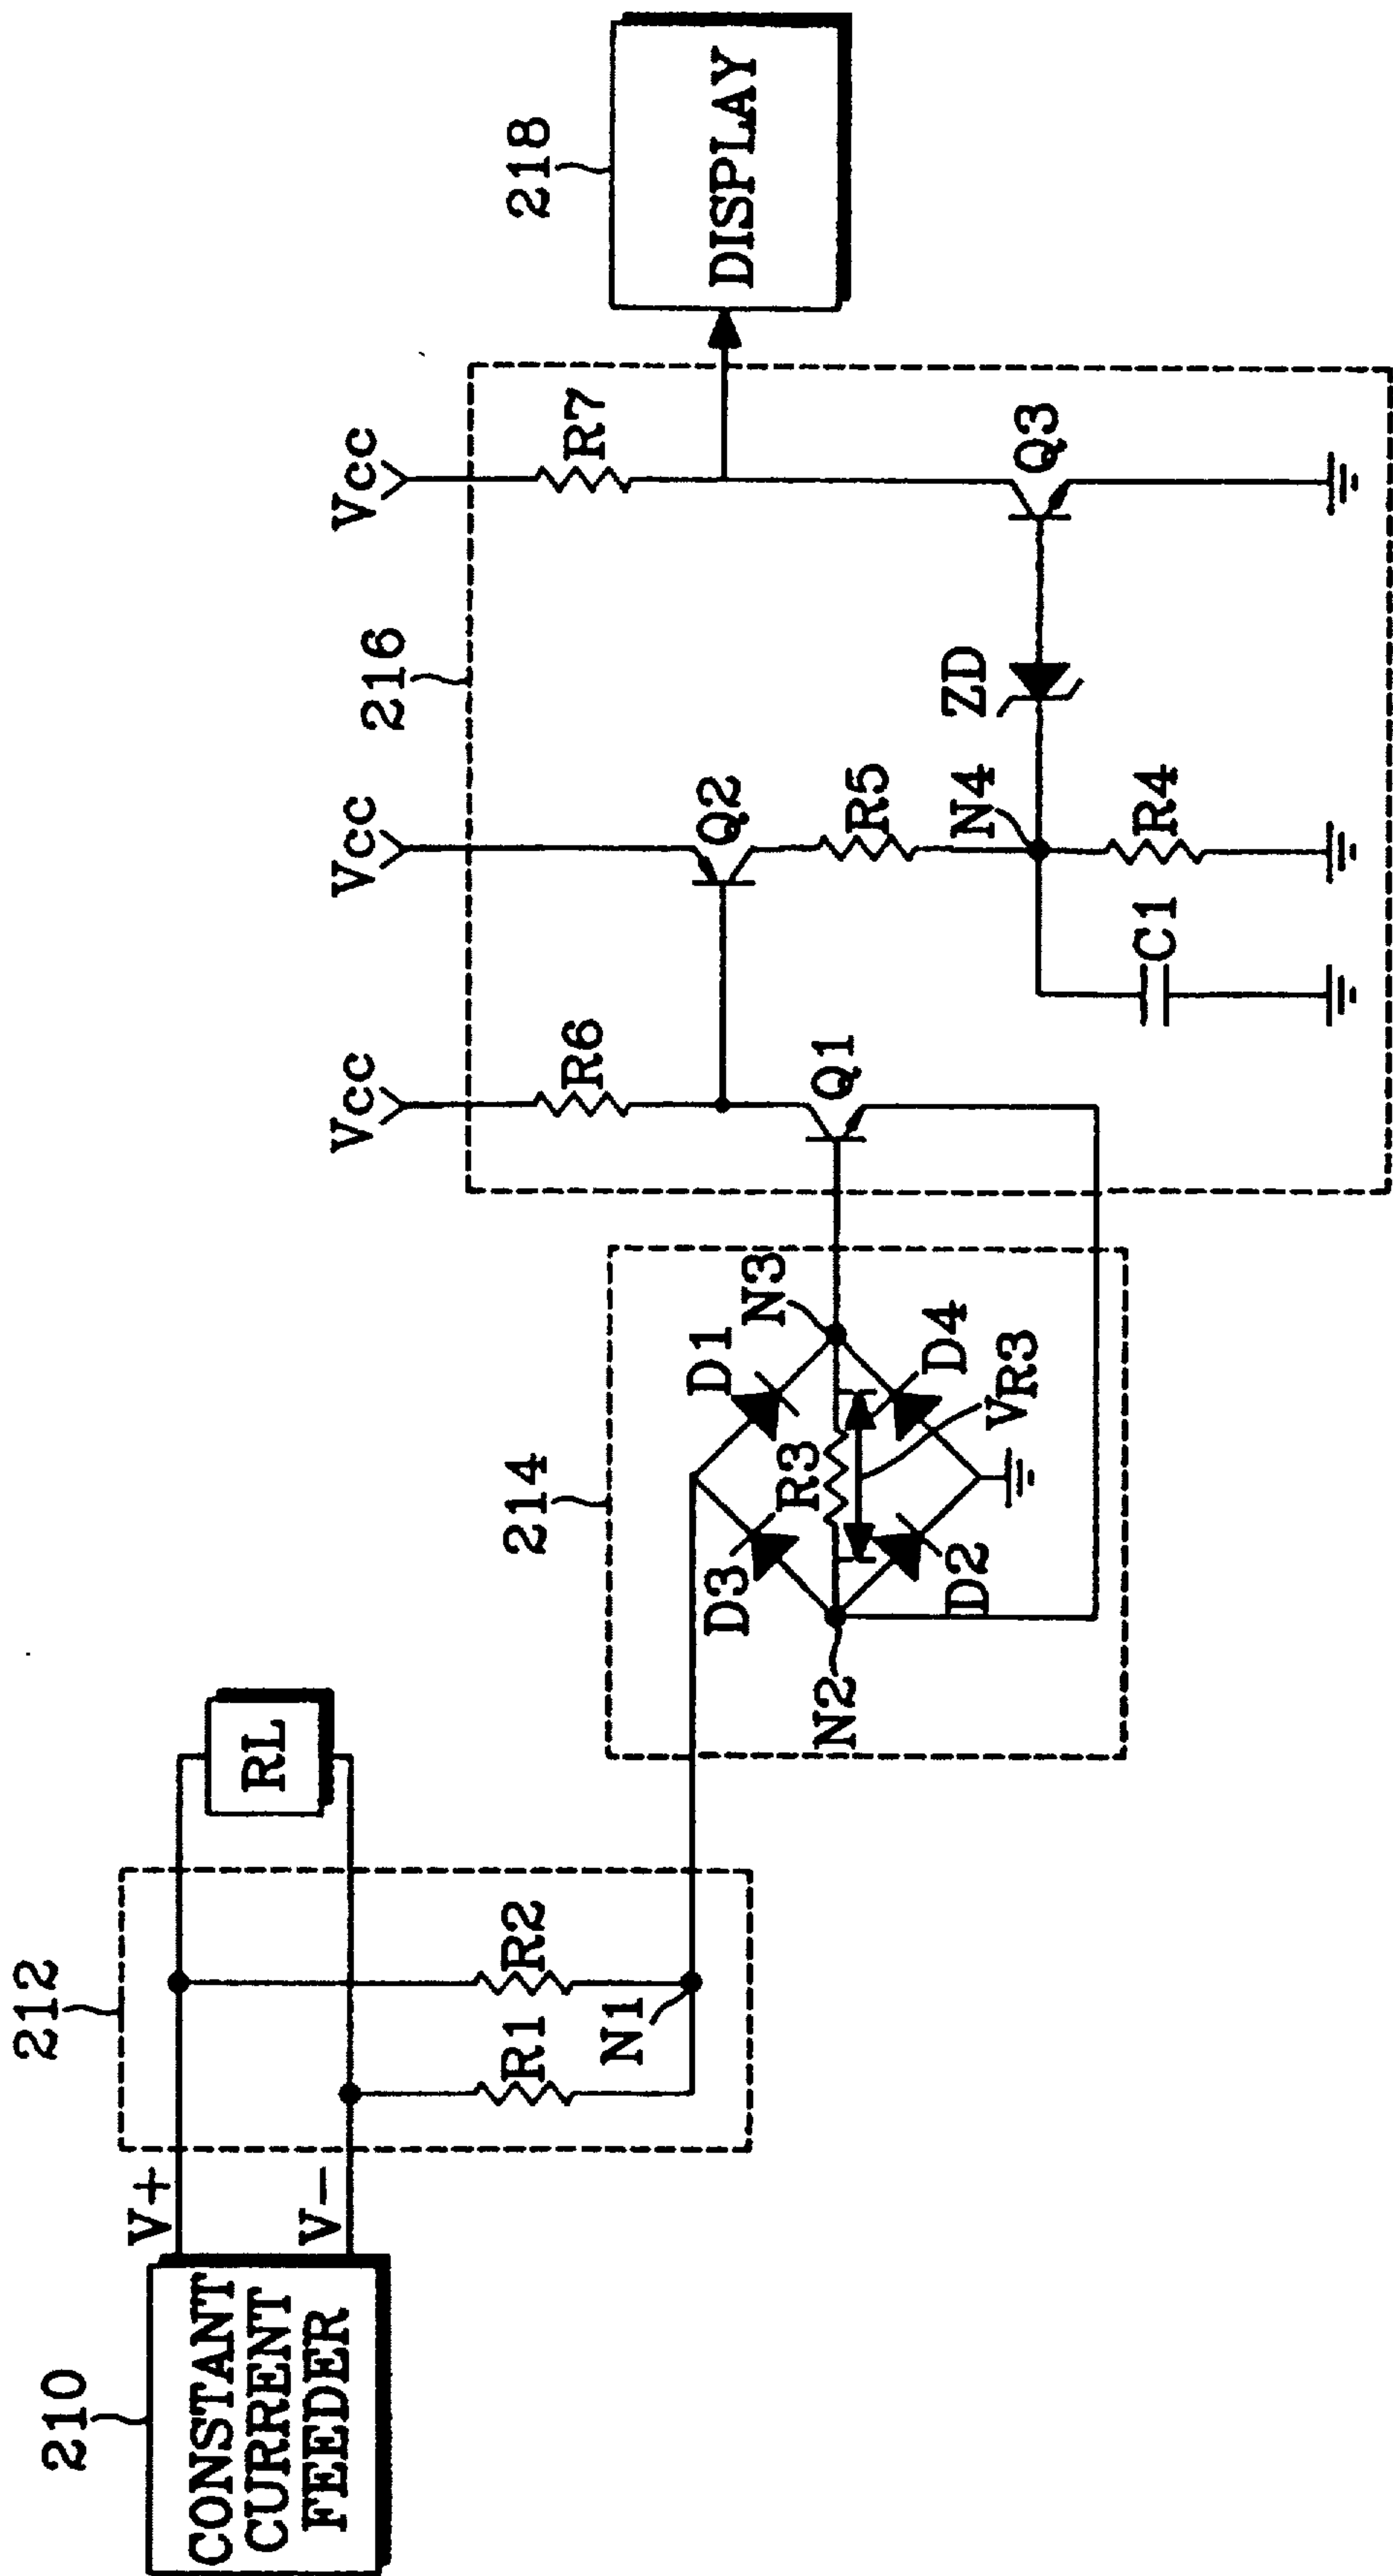 210
CONSTANT
CURRENT
FEEDER
V+
V-
212
R1
R2
N1
RL
214
D3
D1
R3
N2
N3
D2
D4
VR3
216
Vcc
Vcc
Vcc
R6
Q1
Q2
R5
N4
C1
R4
ZD
R7
Q3
218
DISPLAY